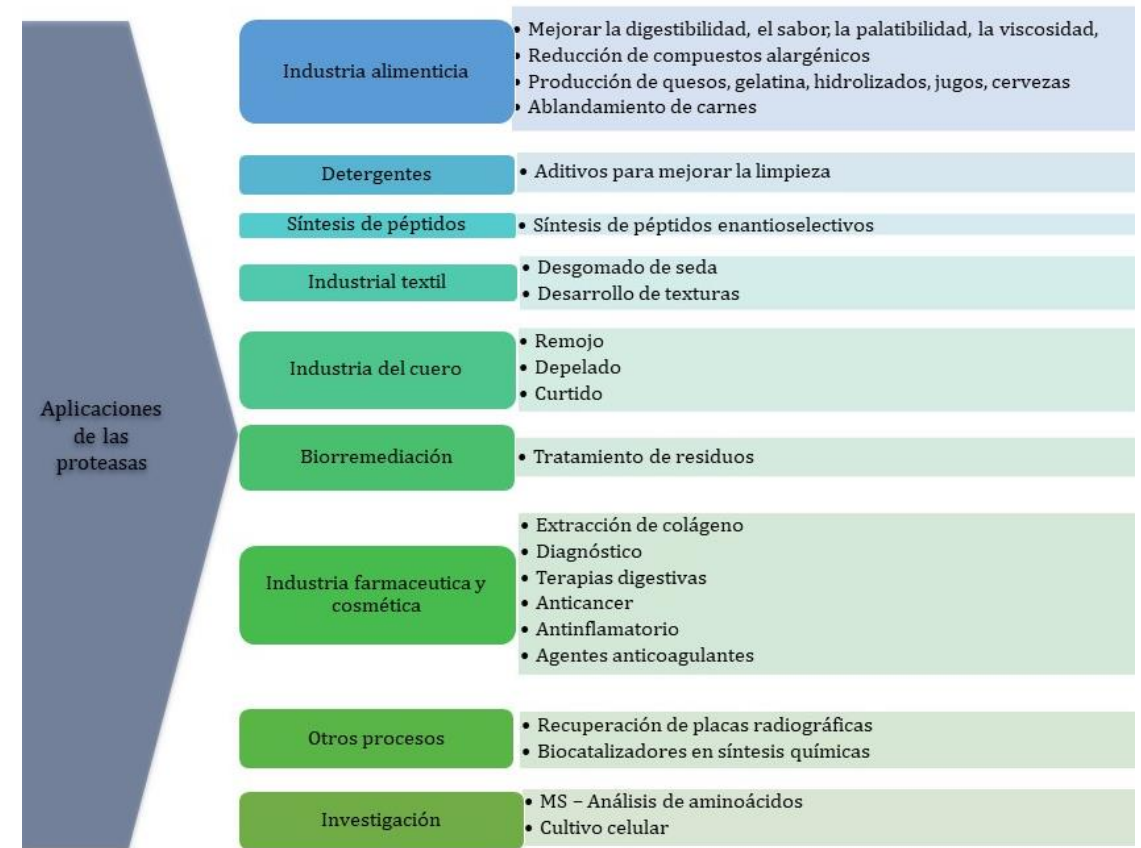 Aplicaciones
de las
proteasas
Industria alimenticia
• Mejorar la digestibilidad, el sabor, la palatibilidad, la viscosidad,
• Reducción de compuestos alargénicos
• Producción de quesos, gelatina, hidrolizados, jugos, cervezas
• Ablandamiento de carnes
Detergentes
• Aditivos para mejorar la limpieza
Síntesis de péptidos
• Síntesis de péptidos enantioselectivos
Industrial textil
• Desgomado de seda
• Desarrollo de texturas
Industria del cuero
• Remojo
• Depelado
• Curtido
Biorremediación
• Tratamiento de residuos
Industria farmaceutica y
cosmética
• Extracción de colágeno
• Diagnóstico
• Terapias digestivas
• Anticancer
• Antinflamatorio
• Agentes anticoagulantes
Otros procesos
• Recuperación de placas radiográficas
• Biocatalizadores en síntesis químicas
Investigación
• MS – Análisis de aminoácidos
• Cultivo celular